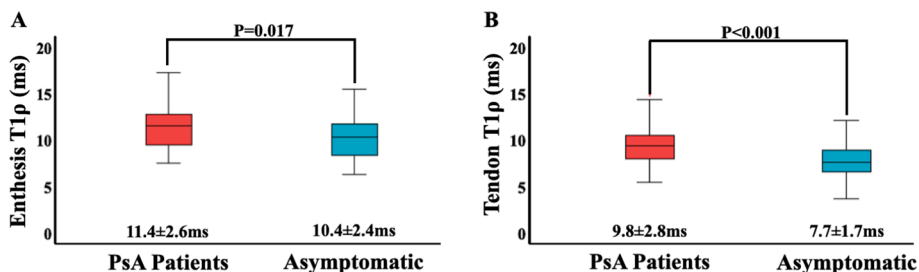 A
P=0.017
Enthesis T1ρ (ms)
20
15
10
5
0
11.4±2.6ms
10.4±2.4ms
PsA Patients
Asymptomatic
B
P<0.001
Tendon T1ρ (ms)
20
15
10
5
0
9.8±2.8ms
7.7±1.7ms
PsA Patients
Asymptomatic